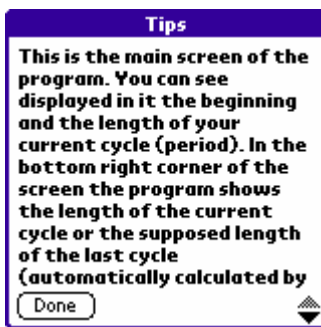 Tips
This is the main screen of the
program. You can see
displayed in it the beginning
and the length of your
current cycle (period). In the
bottom right corner of the
screen the program shows
the length of the current
cycle or the supposed length
of the last cycle
(automatically calculated by
Done